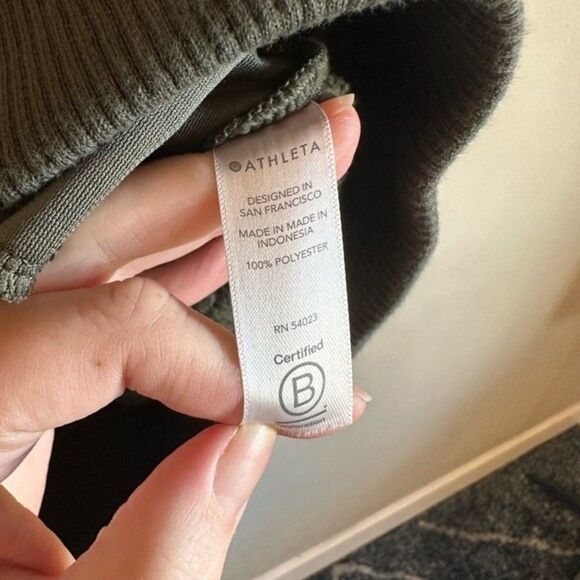 ATHLETA
DESIGNED IN
SAN FRANCISCO
MADE IN MADE IN
INDONESIA
100% POLYESTER
RN 54023
Certified
B